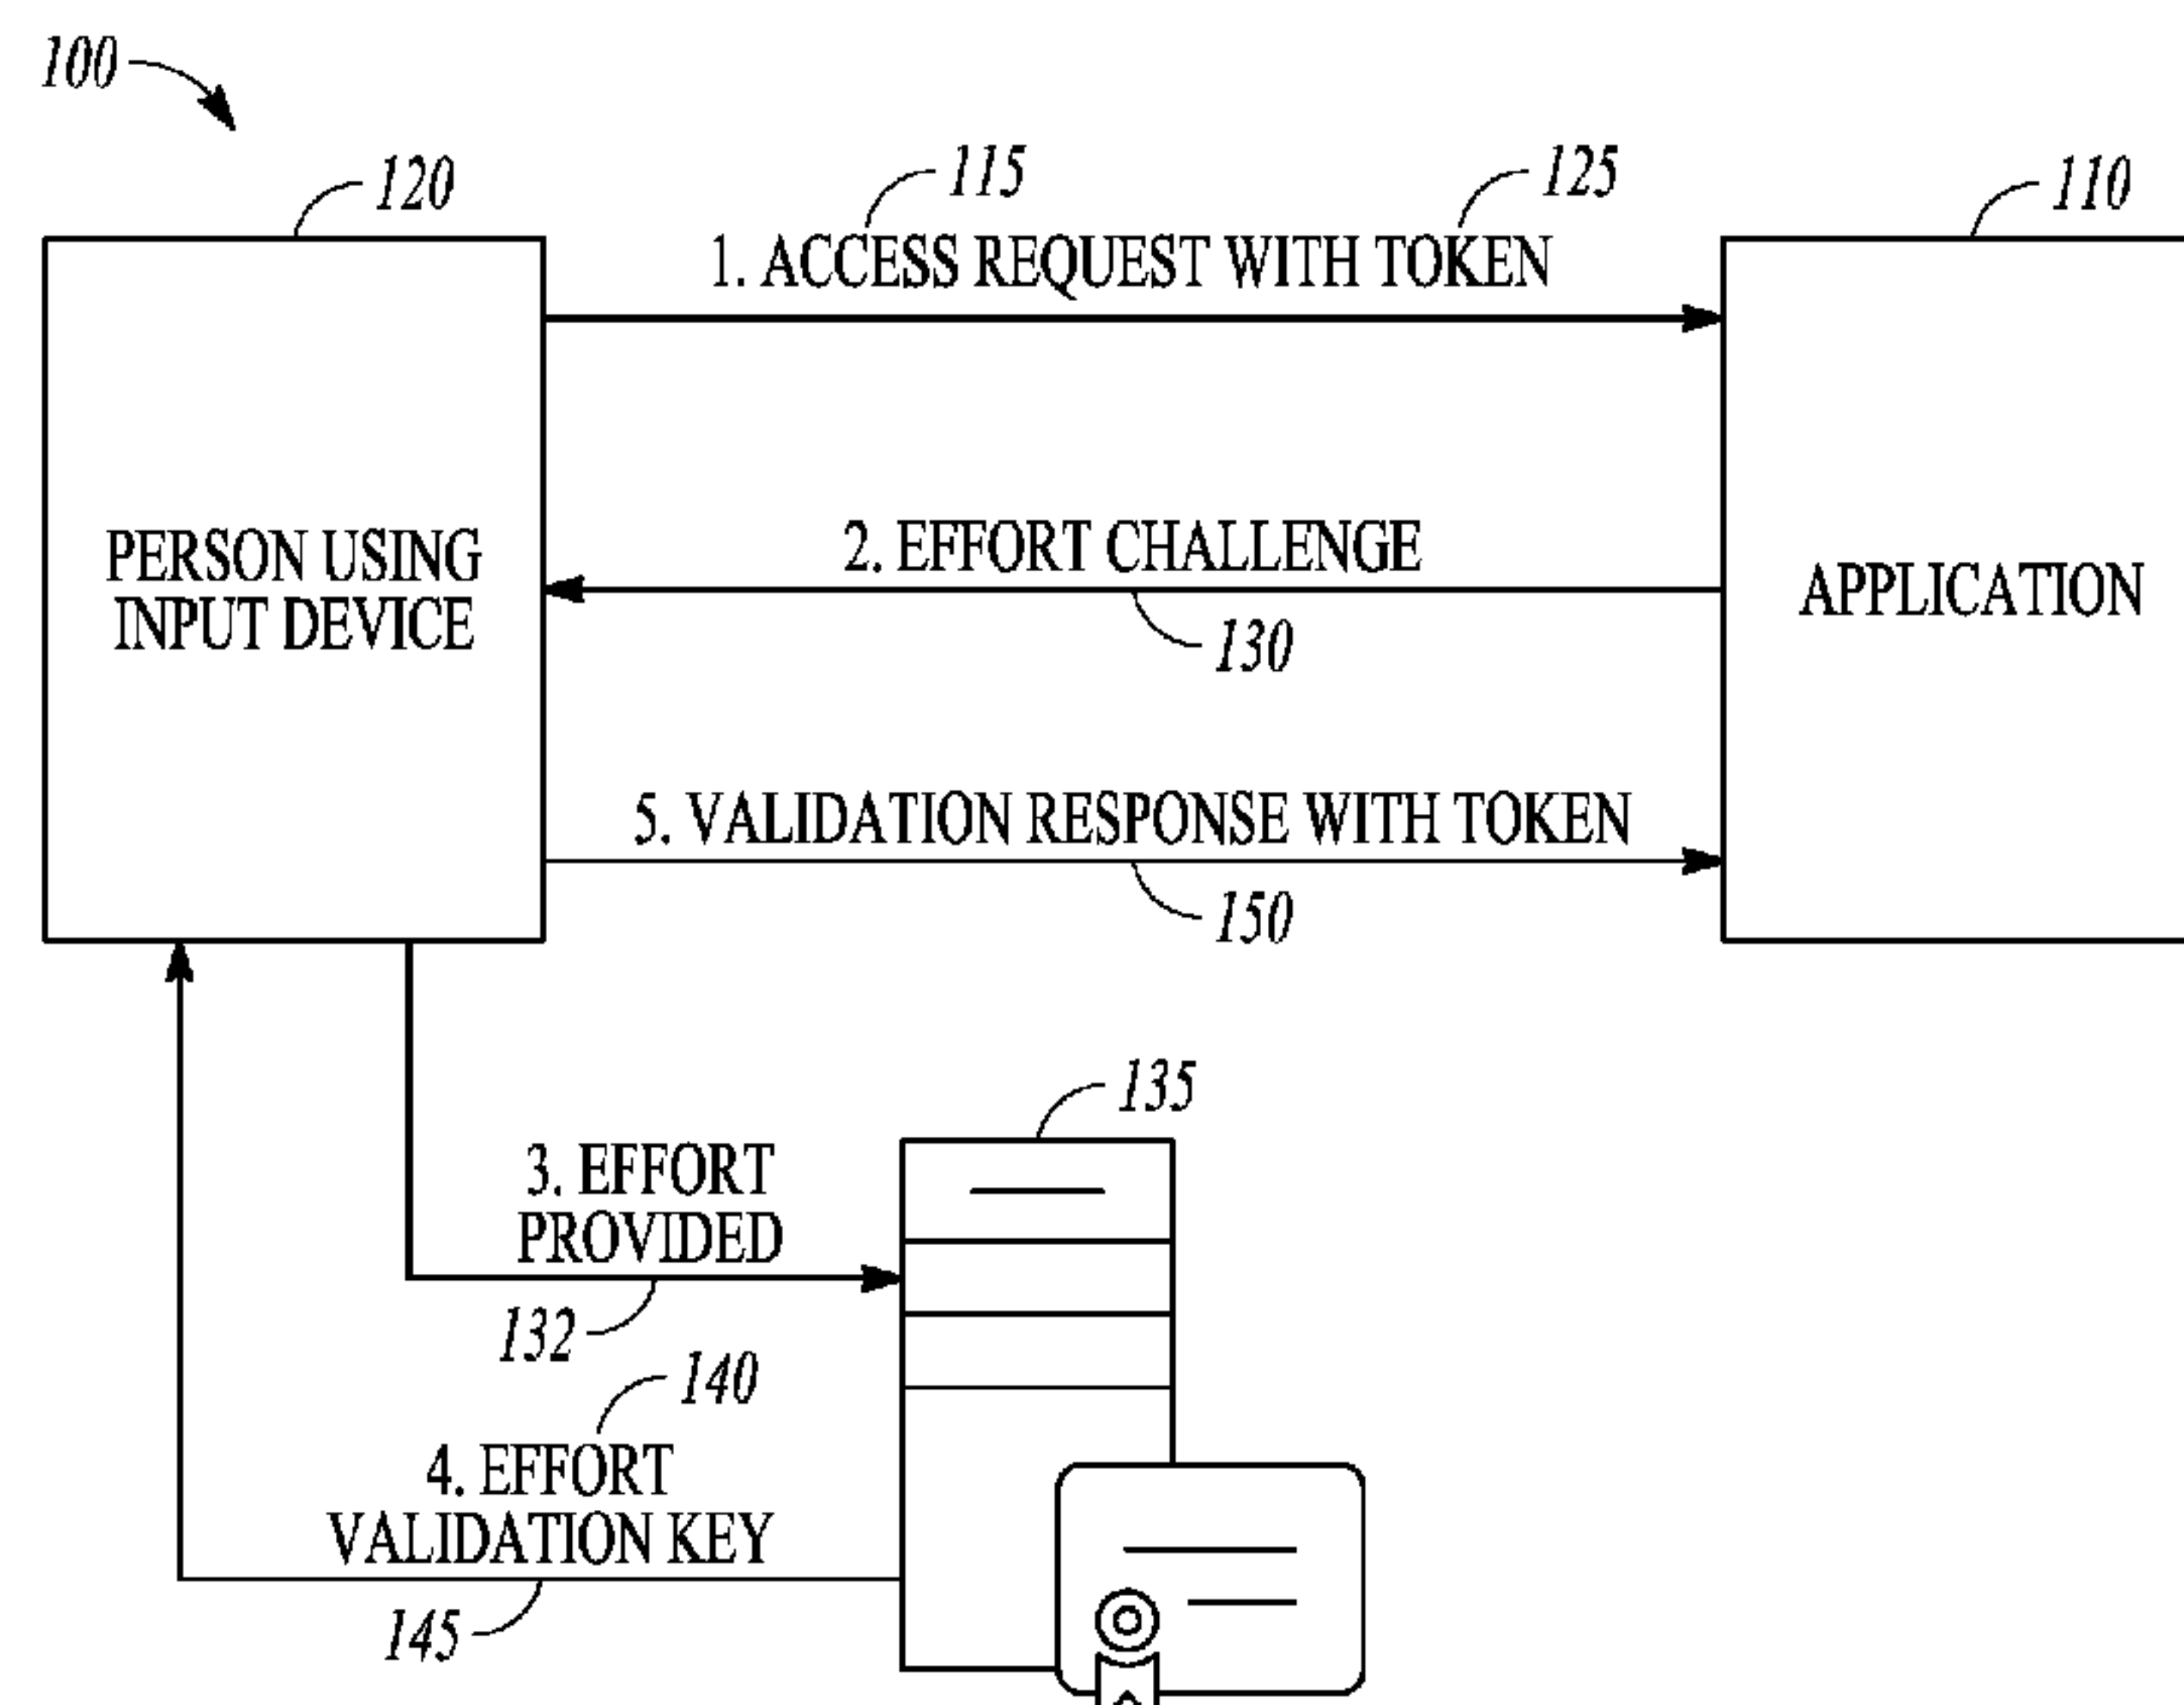 100
120
115
125
110
1. ACCESS REQUEST WITH TOKEN
2. EFFORT CHALLENGE
130
PERSON USING
INPUT DEVICE
APPLICATION
5. VALIDATION RESPONSE WITH TOKEN
150
135
3. EFFORT
PROVIDED
132
140
4. EFFORT
VALIDATION KEY
145